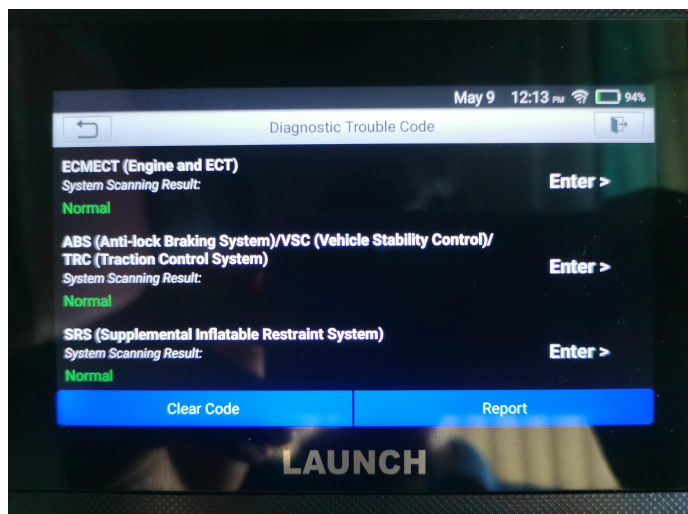 May 9 12:13 PM 94%
Diagnostic Trouble Code
ECMECT (Engine and ECT)
System Scanning Result:
Enter >
Normal
ABS (Anti-lock Braking System)/VSC (Vehicle Stability Control)/
TRC (Traction Control System)
System Scanning Result:
Enter >
Normal
SRS (Supplemental Inflatable Restraint System)
System Scanning Result:
Enter >
Normal
Clear Code
Report
LAUNCH